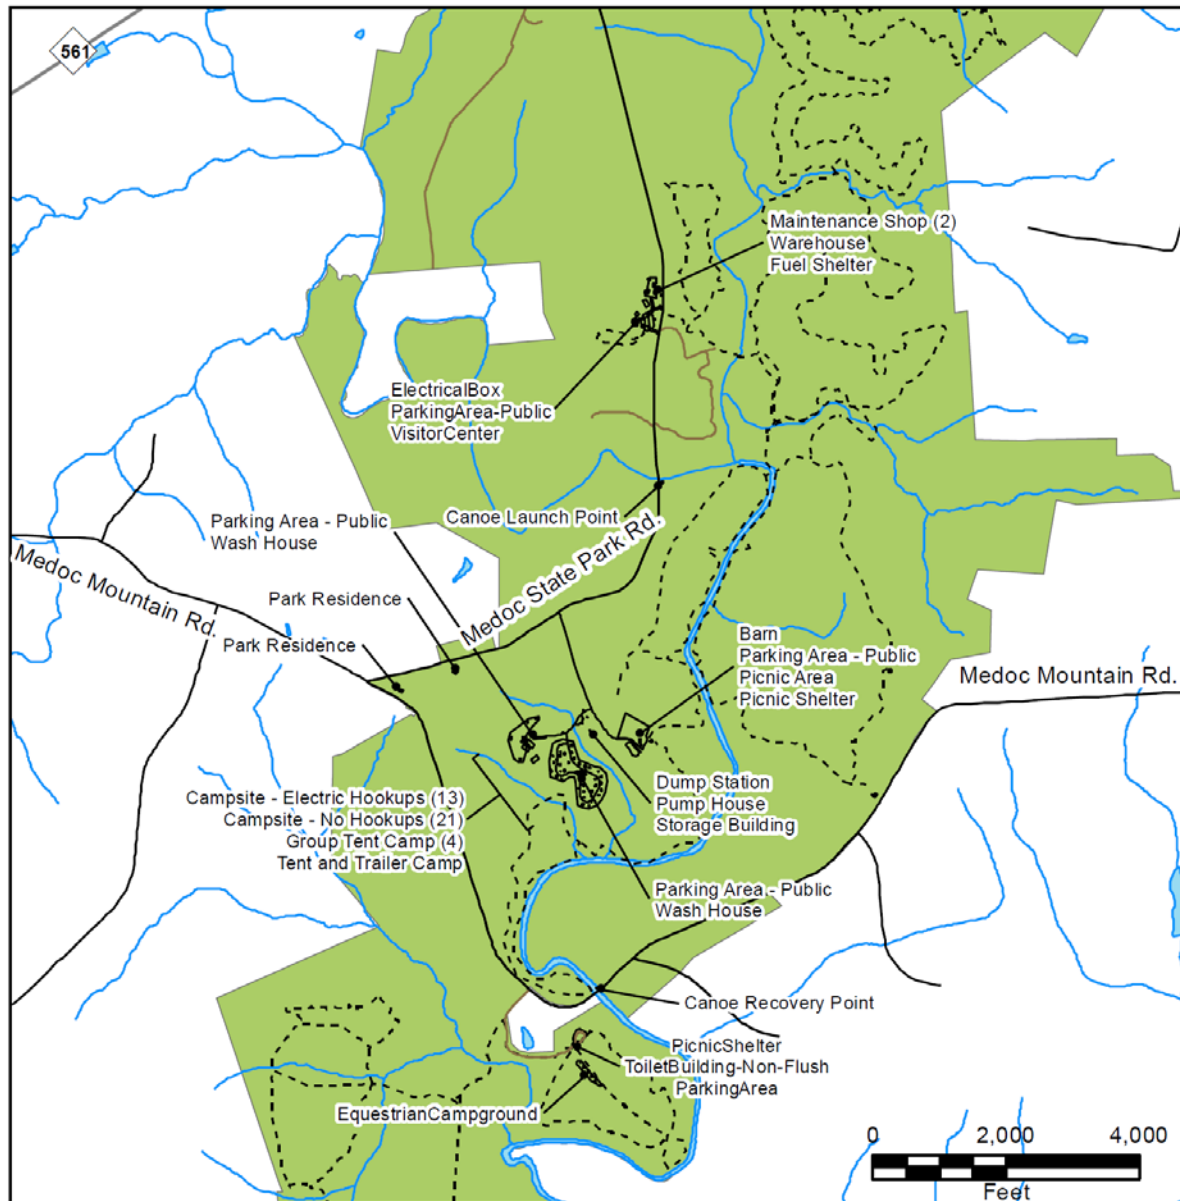 561
Maintenance Shop (2)
Warehouse
Fuel Shelter
ElectricalBox
ParkingArea-Public
VisitorCenter
Canoe Launch Point
Parking Area - Public
Wash House
Medoc State Park Rd.
Medoc Mountain Rd.
Park Residence
Park Residence
Barn
Parking Area - Public
Picnic Area
Picnic Shelter
Medoc Mountain Rd.
Dump Station
Pump House
Storage Building
Campsite - Electric Hookups (13)
Campsite - No Hookups (21)
Group Tent Camp (4)
Tent and Trailer Camp
Parking Area - Public
Wash House
Canoe Recovery Point
PicnicShelter
ToiletBuilding-Non-Flush
ParkingArea
EquestrianCampground
0 2,000 4,000
Feet